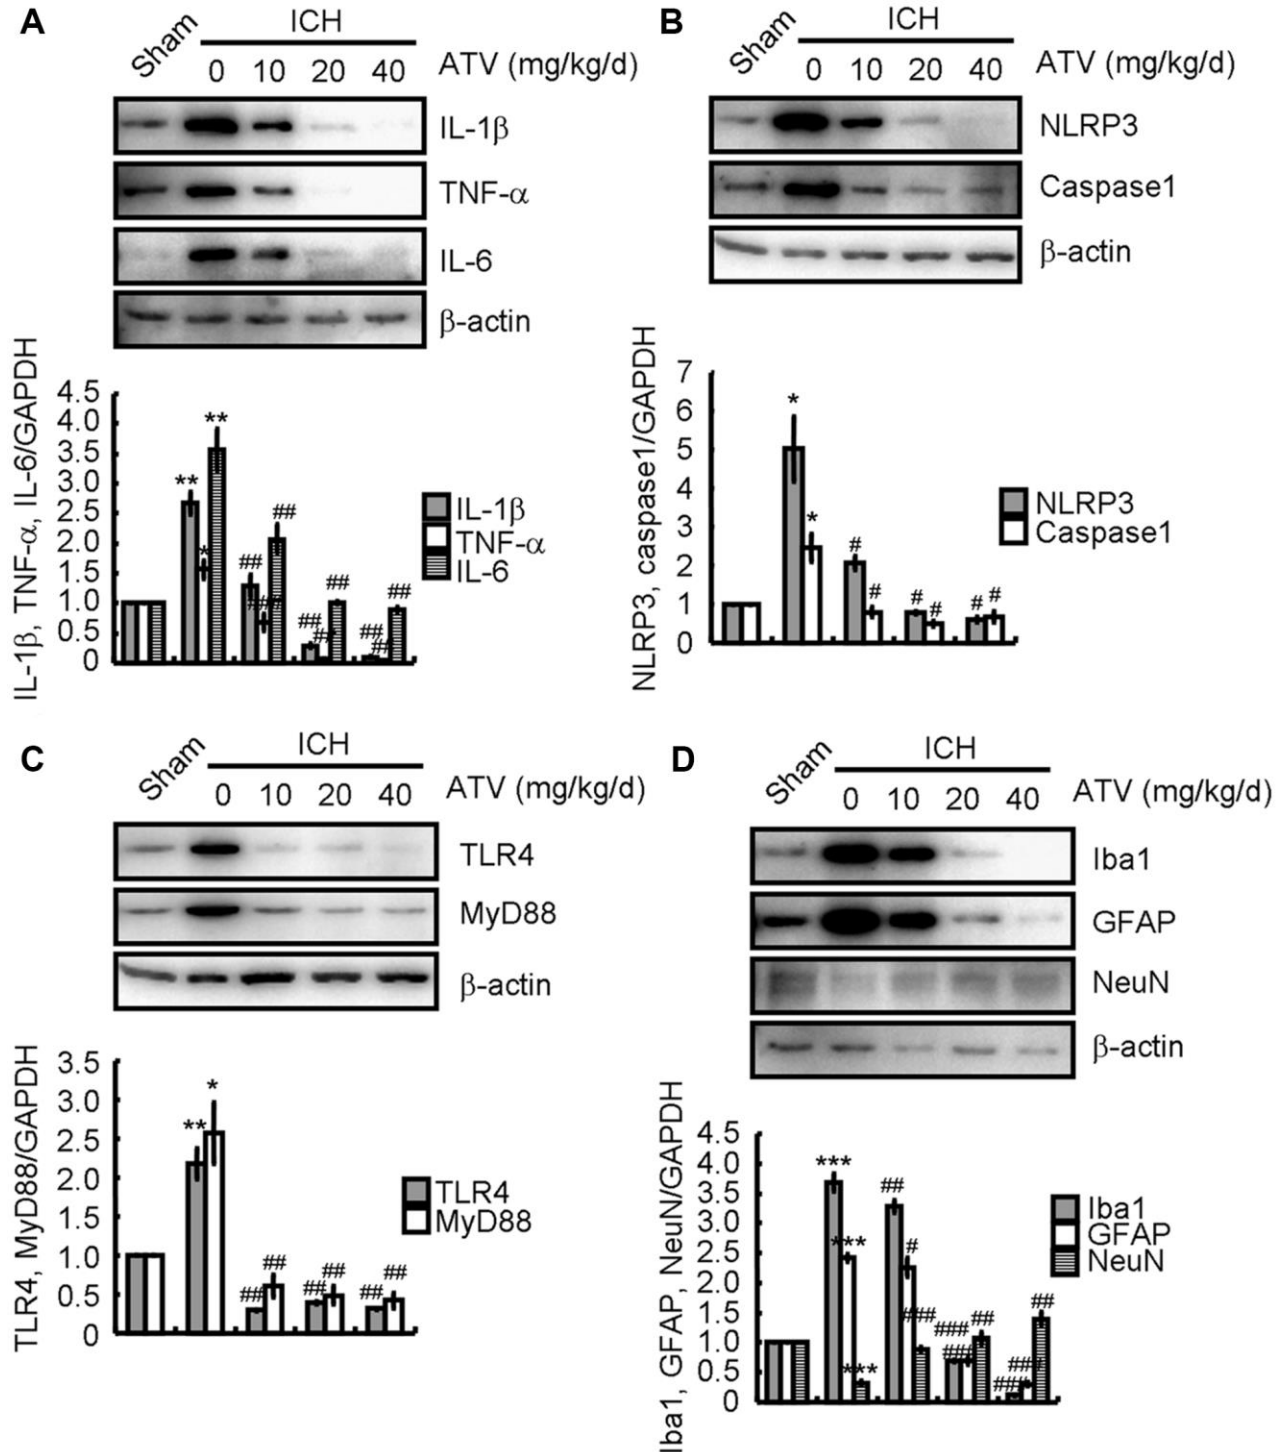 A
Sham
ICH
0 10 20 40 ATV (mg/kg/d)
IL-1β
TNF-α
IL-6
β-actin
IL-1β, TNF-α, IL-6/GAPDH
4.5
4.0
3.5
3.0
2.5
2.0
1.5
1.0
0.5
0
**
*
**
##
##
##
##
##
##
##
##
IL-1β
TNF-α
IL-6
B
Sham
ICH
0 10 20 40 ATV (mg/kg/d)
NLRP3
Caspase1
β-actin
NLRP3, caspase1/GAPDH
7
6
5
4
3
2
1
0
*
*
#
#
#
#
#
#
NLRP3
Caspase1
C
Sham
ICH
0 10 20 40 ATV (mg/kg/d)
TLR4
MyD88
β-actin
TLR4, MyD88/GAPDH
3.5
3.0
2.5
2.0
1.5
1.0
0.5
0
**
*
##
##
##
##
##
##
TLR4
MyD88
D
Sham
ICH
0 10 20 40 ATV (mg/kg/d)
Iba1
GFAP
NeuN
β-actin
Iba1, GFAP, NeuN/GAPDH
4.5
4.0
3.5
3.0
2.5
2.0
1.5
1.0
0.5
0
***
***
***
##
#
###
###
###
##
###
###
##
Iba1
GFAP
NeuN